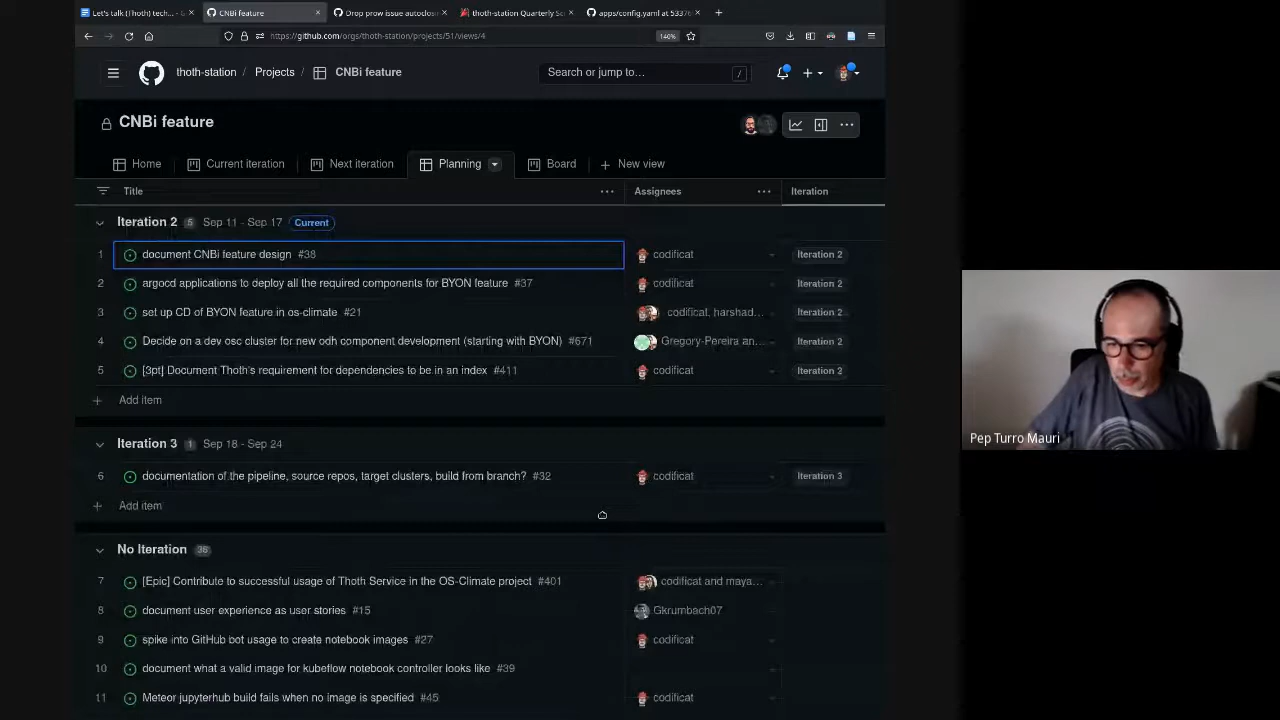 Let's talk (Thoth) tech... - G
CNBi feature
Drop prow issue autoclosi
thoth-station Quarterly Sc
apps/config.yaml at 53376
https://github.com/orgs/thoth-station/projects/51/views/4
140%
thoth-station / Projects / CNBi feature
Search or jump to...
/
CNBi feature
Home
Current iteration
Next iteration
Planning
Board
New view
Title
Assignees
Iteration
Iteration 2 5 Sep 11 - Sep 17 Current
1 document CNBi feature design #38 codificat Iteration 2
2 argocd applications to deploy all the required components for BYON feature #37 codificat Iteration 2
3 set up CD of BYON feature in os-climate #21 codificat, harshad... Iteration 2
4 Decide on a dev osc cluster for new odh component development (starting with BYON) #671 Gregory-Pereira an... Iteration 2
5 [3pt] Document Thoth's requirement for dependencies to be in an index #411 codificat Iteration 2
Add item
Iteration 3 1 Sep 18 - Sep 24
6 documentation of the pipeline, source repos, target clusters, build from branch? #32 codificat Iteration 3
Add item
No Iteration 36
7 [Epic] Contribute to successful usage of Thoth Service in the OS-Climate project #401 codificat and maya...
8 document user experience as user stories #15 Gkrumbach07
9 spike into GitHub bot usage to create notebook images #27 codificat
10 document what a valid image for kubeflow notebook controller looks like #39
11 Meteor jupyterhub build fails when no image is specified #45 codificat
Pep Turro Mauri